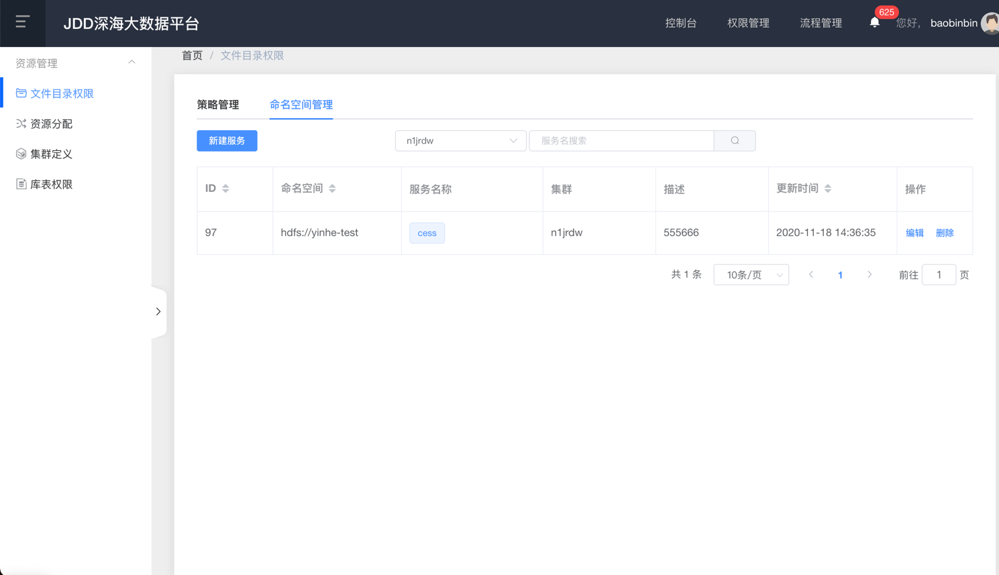 JDD深海大数据平台
控制台 权限管理 流程管理 625 您好， baobinbin
资源管理
文件目录权限
资源分配
集群定义
库表权限
首页 / 文件目录权限
策略管理 命名空间管理
新建服务 n1jrdw 服务名搜索
ID 命名空间 服务名称 集群 描述 更新时间 操作
97 hdfs://yinhe-test cess n1jrdw 555666 2020-11-18 14:36:35 编辑 删除
共 1 条 10条/页 1 前往 1 页